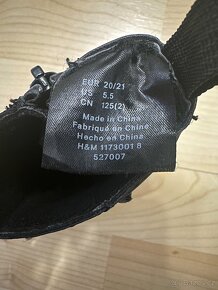 EUR 20/21
US 5.5
CN 125(2)
Made in China
Fabriqué en Chine
Hecho en China
H&M 1173001 8
527007